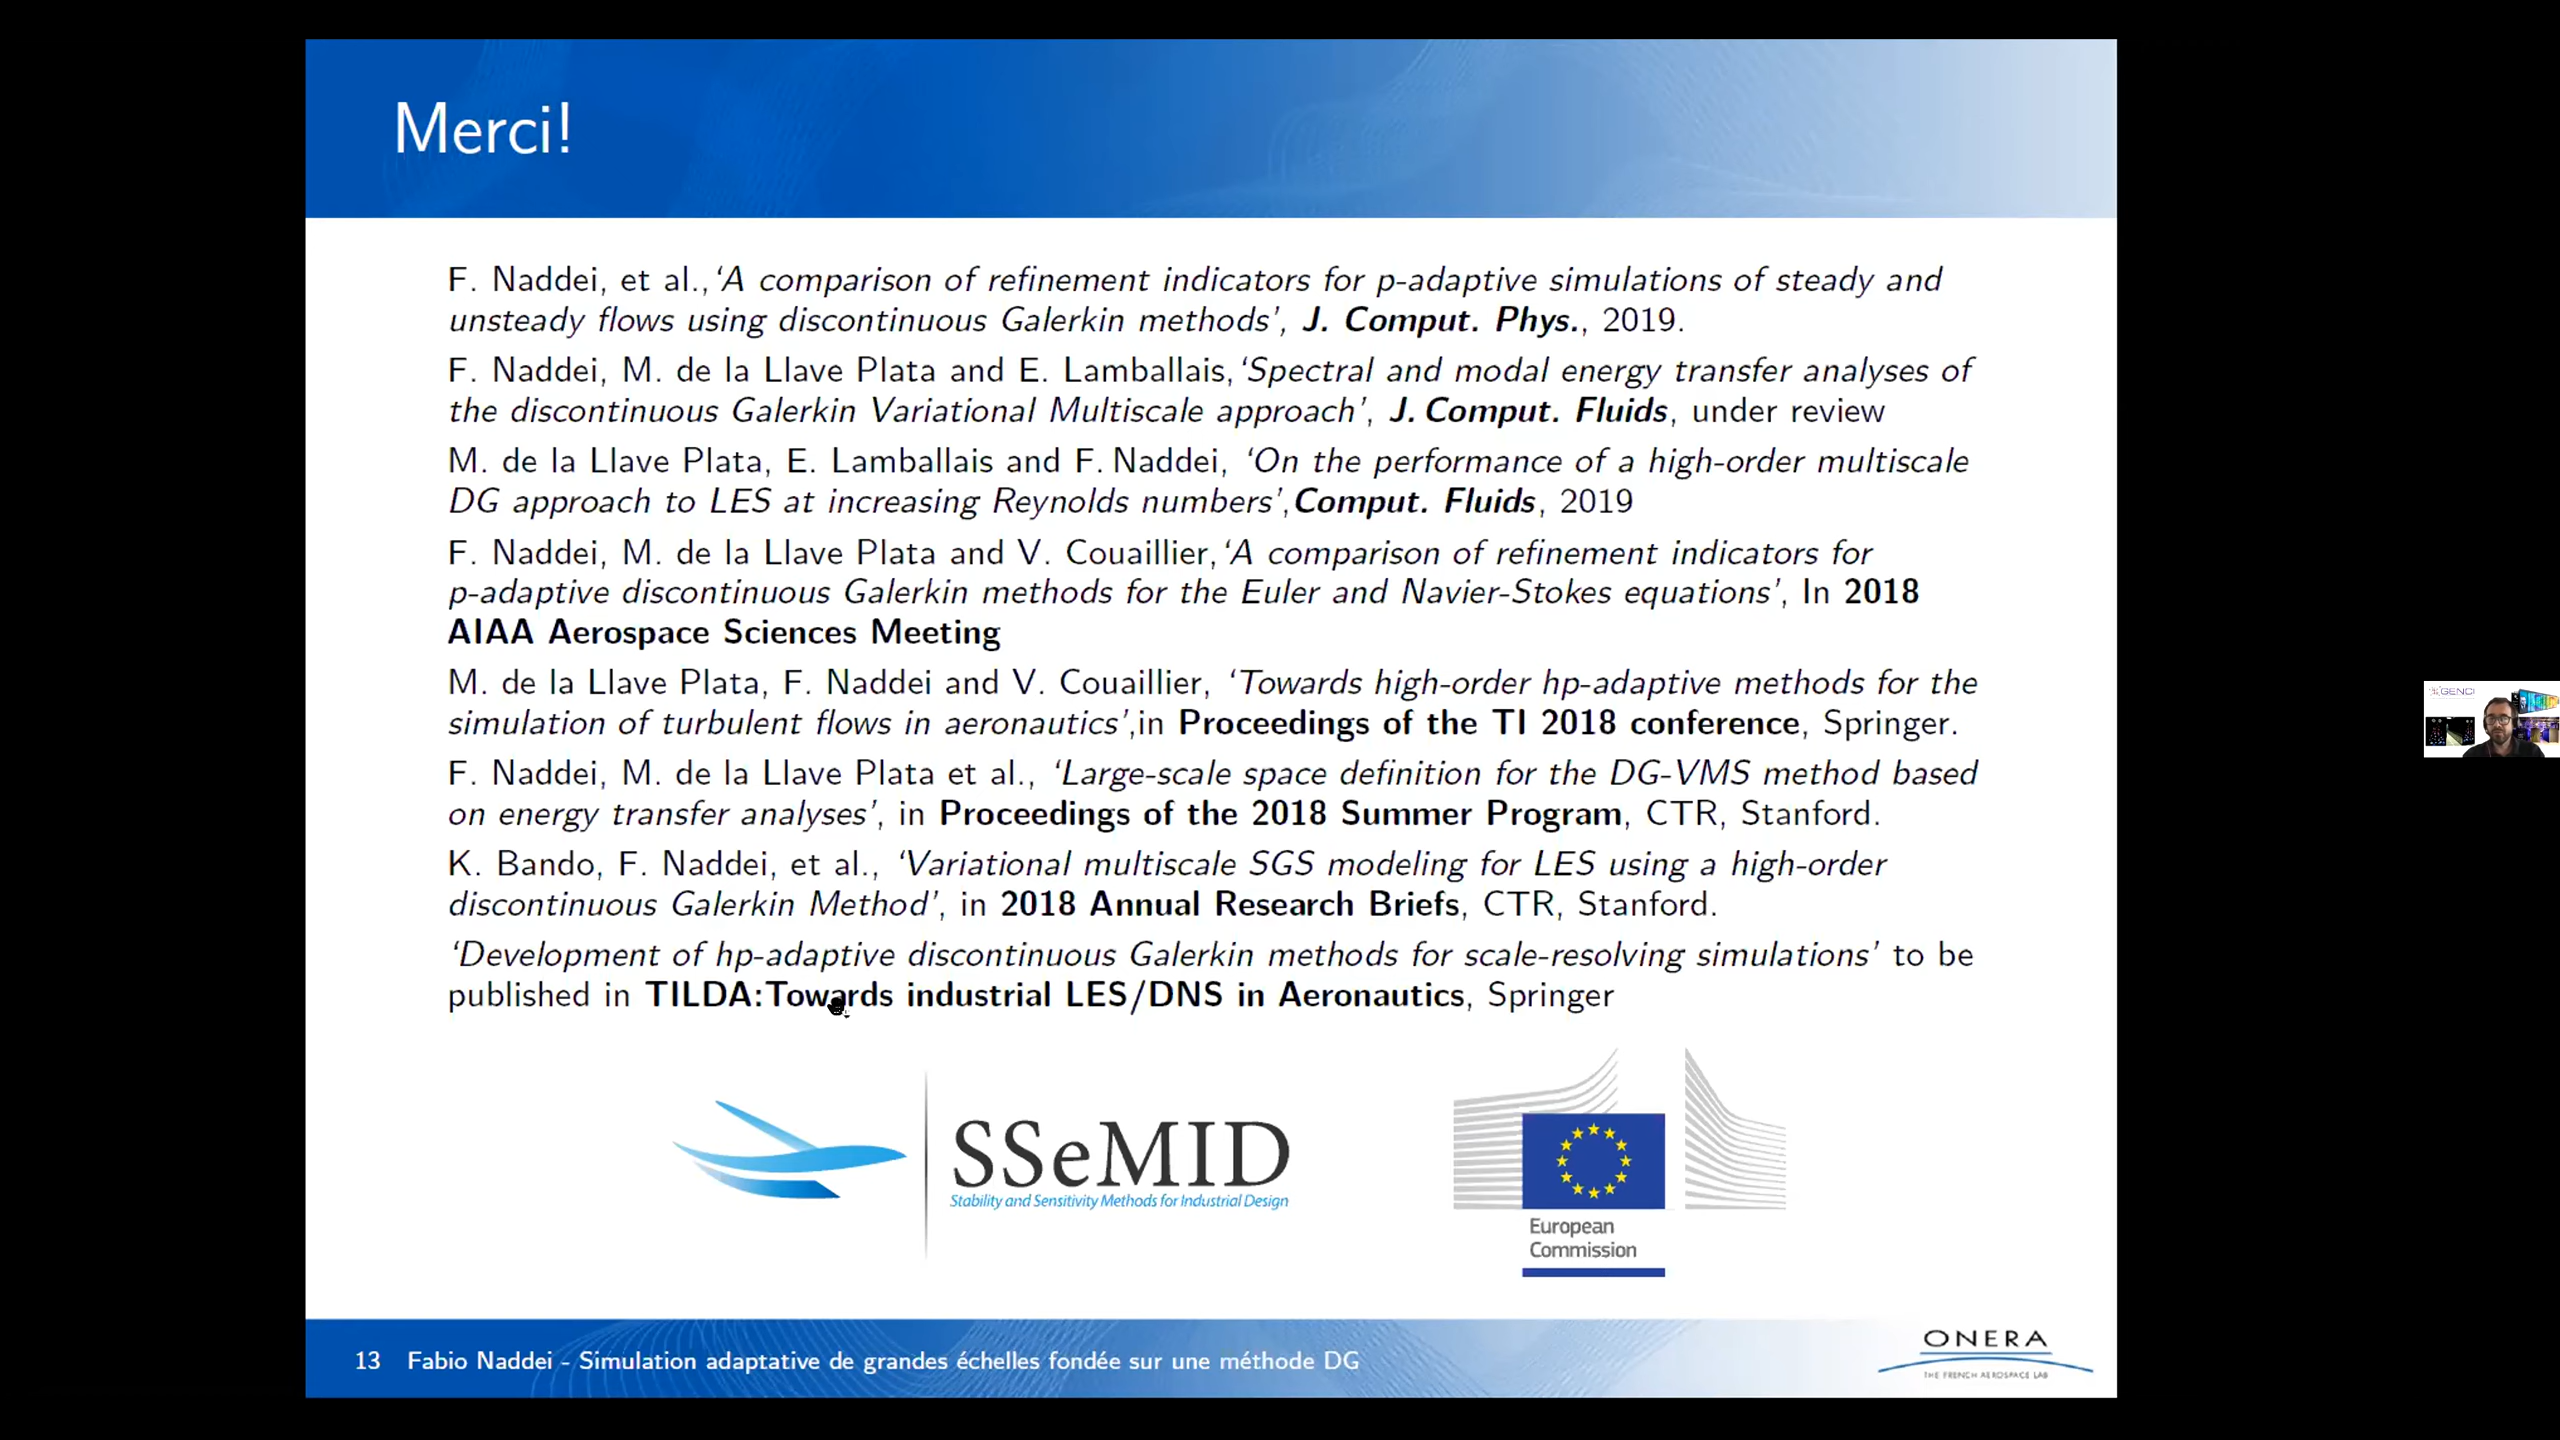 Merci!
F. Naddei, et al.,‘A comparison of refinement indicators for p-adaptive simulations of steady and
unsteady flows using discontinuous Galerkin methods’, J. Comput. Phys., 2019.
F. Naddei, M. de la Llave Plata and E. Lamballais,‘Spectral and modal energy transfer analyses of
the discontinuous Galerkin Variational Multiscale approach’, J. Comput. Fluids, under review
M. de la Llave Plata, E. Lamballais and F. Naddei, ‘On the performance of a high-order multiscale
DG approach to LES at increasing Reynolds numbers’,Comput. Fluids, 2019
F. Naddei, M. de la Llave Plata and V. Couaillier,‘A comparison of refinement indicators for
p-adaptive discontinuous Galerkin methods for the Euler and Navier-Stokes equations’, In 2018
AIAA Aerospace Sciences Meeting
M. de la Llave Plata, F. Naddei and V. Couaillier, ‘Towards high-order hp-adaptive methods for the
simulation of turbulent flows in aeronautics’,in Proceedings of the TI 2018 conference, Springer.
F. Naddei, M. de la Llave Plata et al., ‘Large-scale space definition for the DG-VMS method based
on energy transfer analyses’, in Proceedings of the 2018 Summer Program, CTR, Stanford.
K. Bando, F. Naddei, et al., ‘Variational multiscale SGS modeling for LES using a high-order
discontinuous Galerkin Method’, in 2018 Annual Research Briefs, CTR, Stanford.
‘Development of hp-adaptive discontinuous Galerkin methods for scale-resolving simulations’ to be
published in TILDA:Towards industrial LES/DNS in Aeronautics, Springer
SSeMID
Stability and Sensitivity Methods for Industrial Design
European
Commission
13 Fabio Naddei - Simulation adaptative de grandes échelles fondée sur une méthode DG
ONERA
THE FRENCH AEROSPACE LAB
GENCI